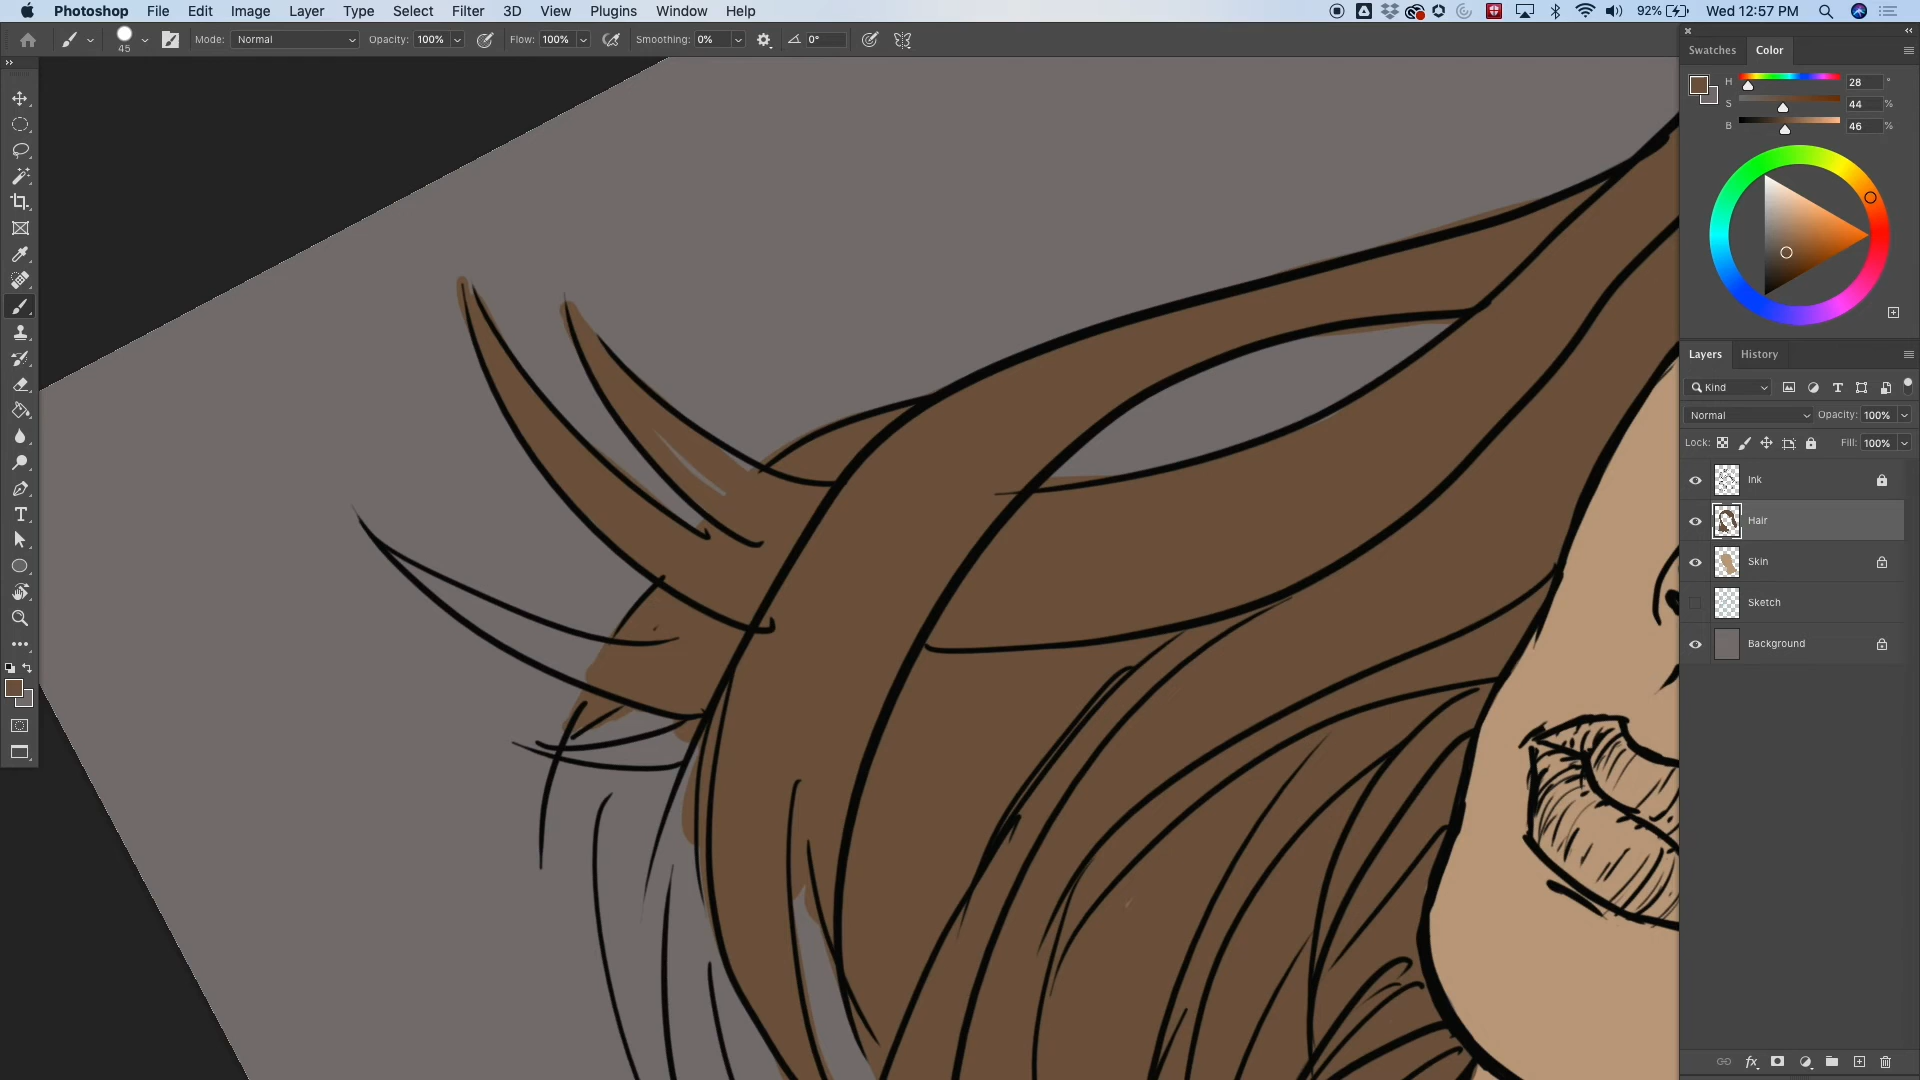 Photoshop File Edit Image Layer Type Select Filter 3D View Plugins Window Help 92% Wed 12:57 PM
45 Mode: Normal Opacity: 100% Flow: 100% Smoothing: 0% 0°
Swatches Color
H 28 °
S 44 %
B 46 %
Layers History
Kind
Normal Opacity: 100%
Lock: Fill: 100%
Ink
Hair
Skin
Sketch
Background